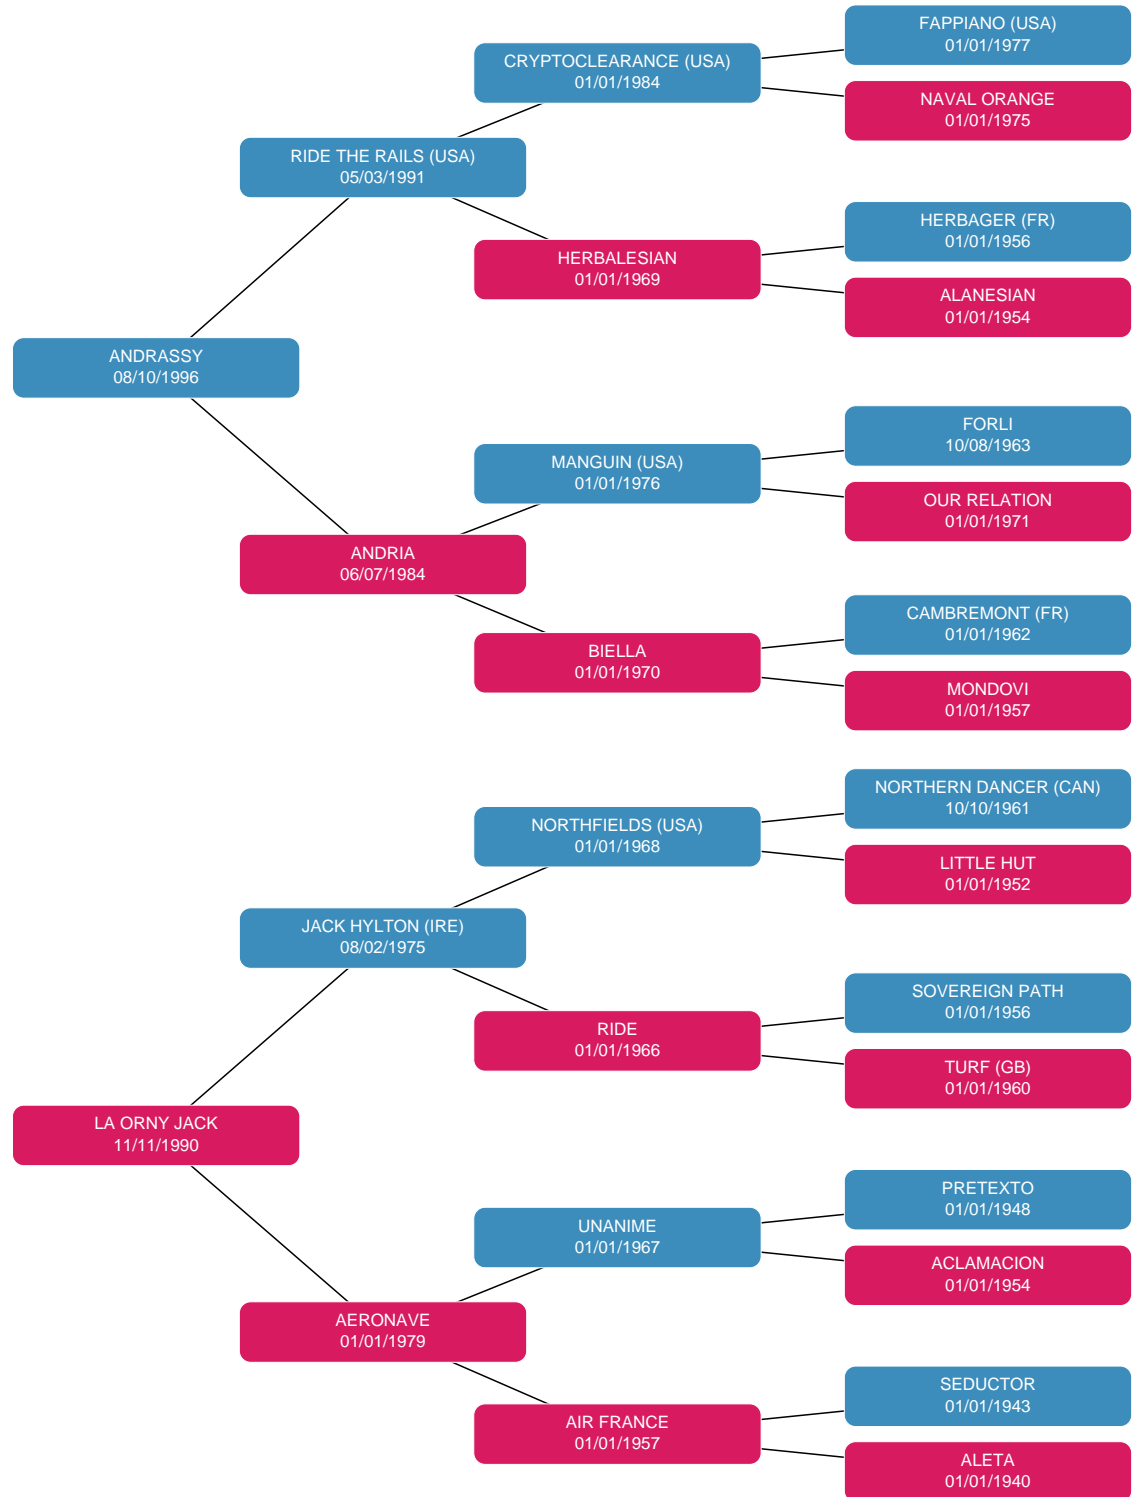 FAPPIANO (USA)
01/01/1977
CRYPTOCLEARANCE (USA)
01/01/1984
NAVAL ORANGE
01/01/1975
RIDE THE RAILS (USA)
05/03/1991
HERBAGER (FR)
01/01/1956
HERBALESIAN
01/01/1969
ALANESIAN
01/01/1954
ANDRASSY
08/10/1996
FORLI
10/08/1963
MANGUIN (USA)
01/01/1976
OUR RELATION
01/01/1971
ANDRIA
06/07/1984
CAMBREMONT (FR)
01/01/1962
BIELLA
01/01/1970
MONDOVI
01/01/1957
NORTHERN DANCER (CAN)
10/10/1961
NORTHFIELDS (USA)
01/01/1968
LITTLE HUT
01/01/1952
JACK HYLTON (IRE)
08/02/1975
SOVEREIGN PATH
01/01/1956
RIDE
01/01/1966
TURF (GB)
01/01/1960
LA ORNY JACK
11/11/1990
PRETEXTO
01/01/1948
UNANIME
01/01/1967
ACLAMACION
01/01/1954
AERONAVE
01/01/1979
SEDUCTOR
01/01/1943
AIR FRANCE
01/01/1957
ALETA
01/01/1940